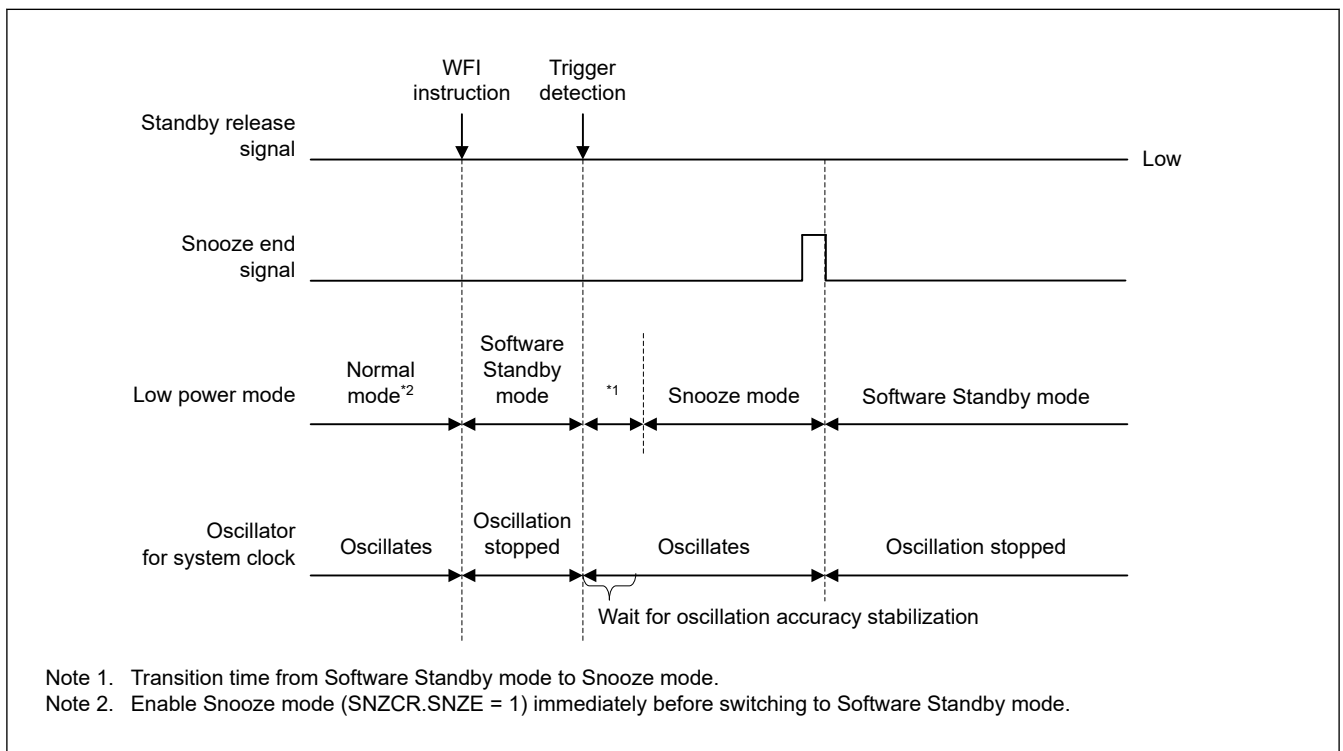 WFI
instruction
Trigger
detection
Standby release
signal
Low
Snooze end
signal
Low power mode
Normal
mode*2
Software
Standby
mode
*1
Snooze mode
Software Standby mode
Oscillator
for system clock
Oscillates
Oscillation
stopped
Oscillates
Oscillation stopped
Wait for oscillation accuracy stabilization
Note 1. Transition time from Software Standby mode to Snooze mode.
Note 2. Enable Snooze mode (SNZCR.SNZE = 1) immediately before switching to Software Standby mode.